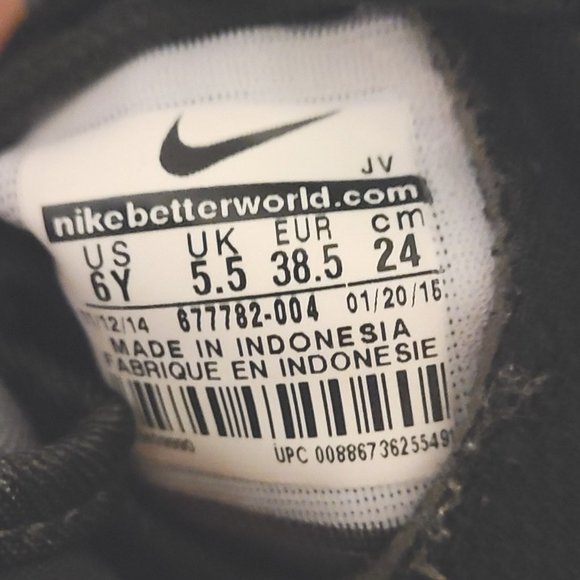 JV
nikebetterworld.com
US UK EUR cm
6Y 5.5 38.5 24
677782-004 01/20/15
MADE IN INDONESIA
FABRIQUE EN INDONESIE
UPC 00886736255491